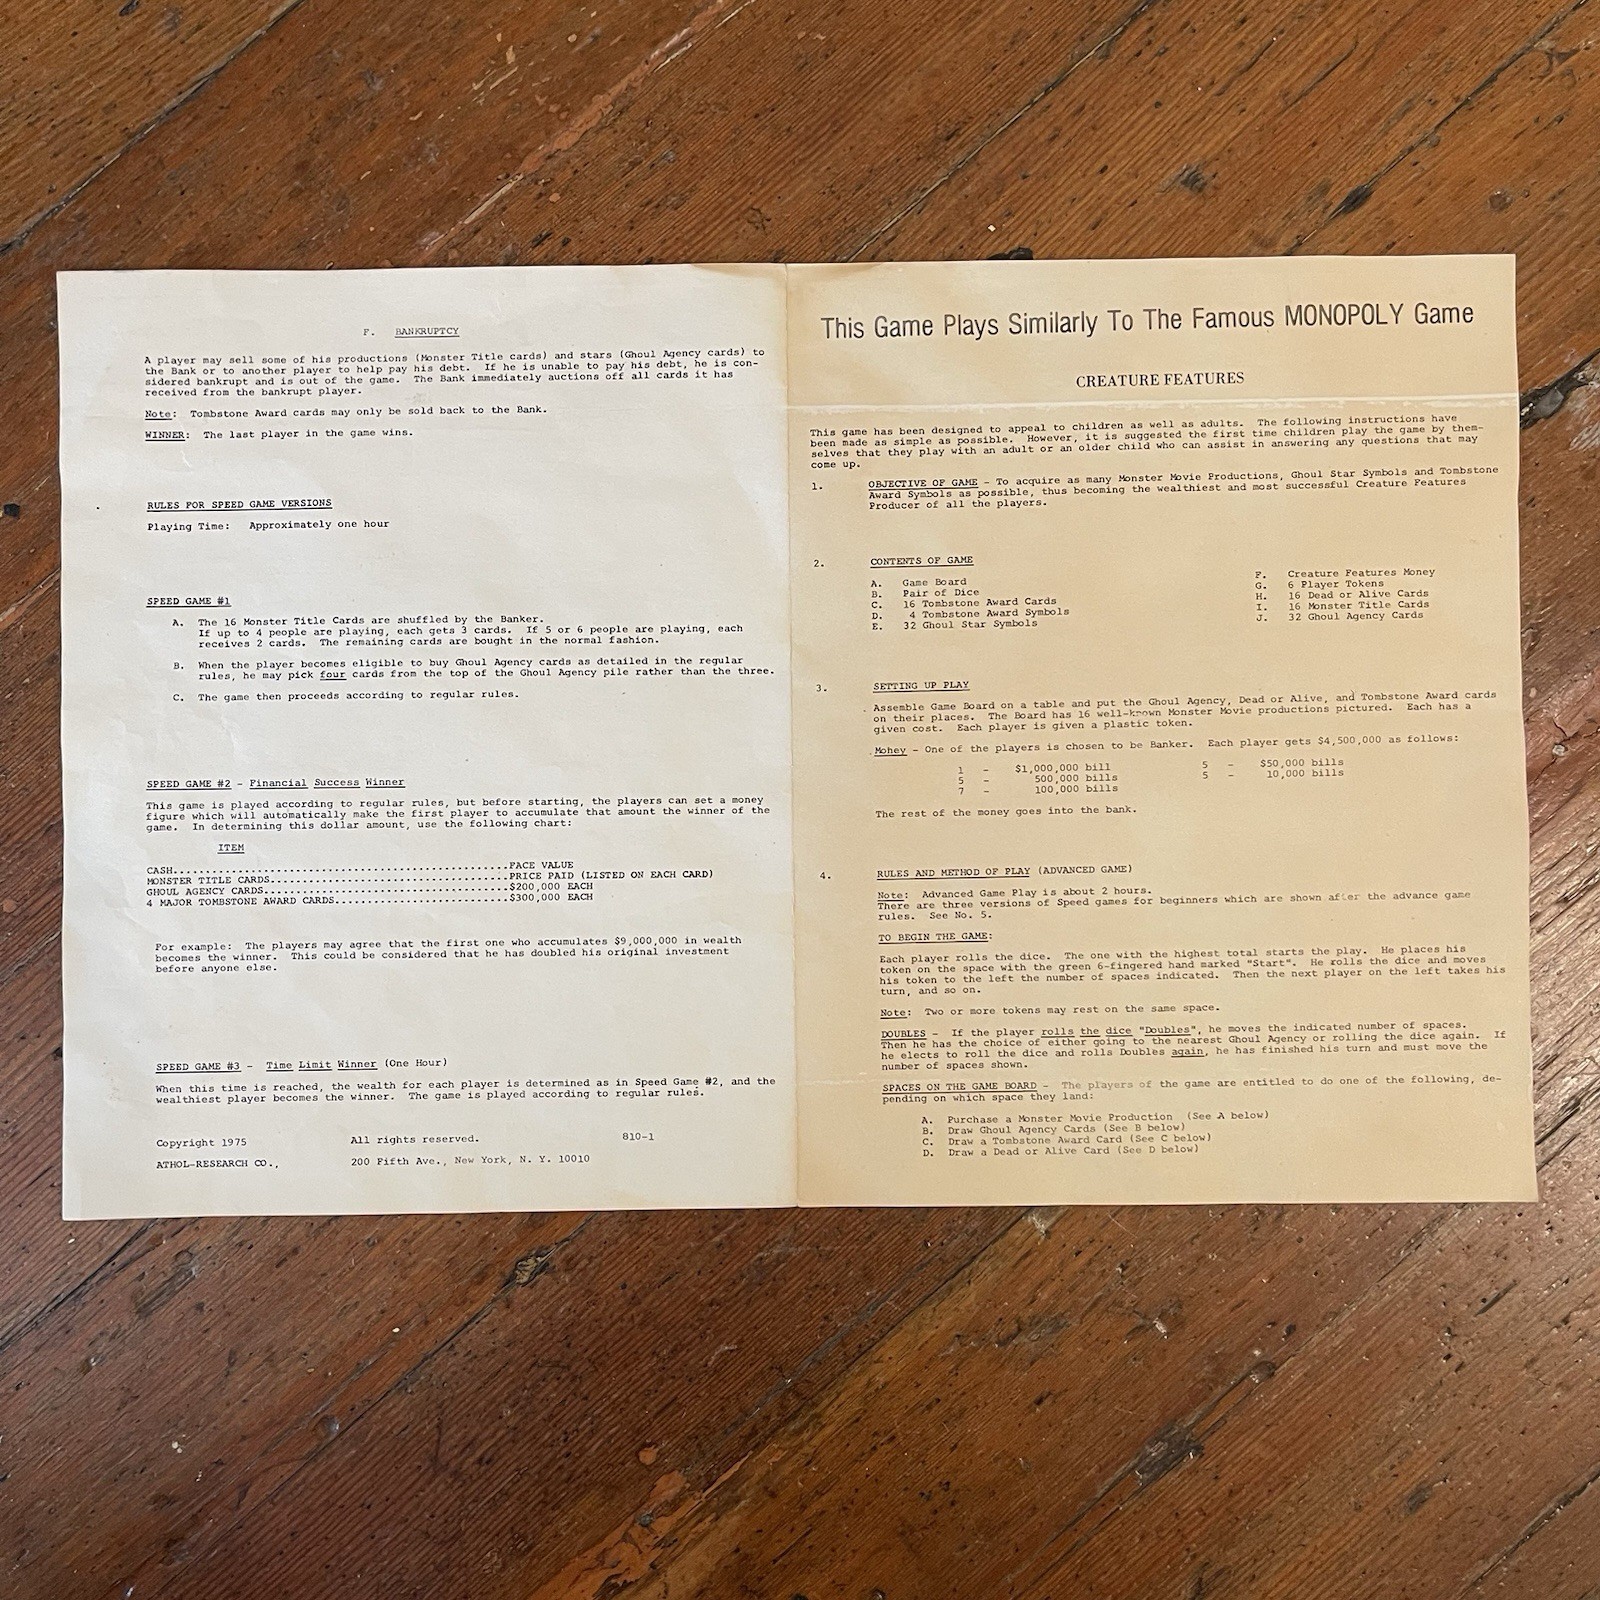 F. BANKRUPTCY
A player may sell some of his productions (Monster Title cards) and stars (Ghoul Agency cards) to
the Bank or to another player to help pay his debt. If he is unable to pay his debt, he is con-
sidered bankrupt and is out of the game. The Bank immediately auctions off all cards it has
received from the bankrupt player.
Note: Tombstone Award cards may only be sold back to the Bank.
WINNER: The last player in the game wins.
RULES FOR SPEED GAME VERSIONS
Playing Time: Approximately one hour
SPEED GAME #1
A. The 16 Monster Title Cards are shuffled by the Banker.
If up to 4 people are playing, each gets 3 cards. If 5 or 6 people are playing, each
receives 2 cards. The remaining cards are bought in the normal fashion.
B. When the player becomes eligible to buy Ghoul Agency cards as detailed in the regular
rules, he may pick four cards from the top of the Ghoul Agency pile rather than the three.
C. The game then proceeds according to regular rules.
SPEED GAME #2 - Financial Success Winner
This game is played according to regular rules, but before starting, the players can set a money
figure which will automatically make the first player to accumulate that amount the winner of the
game. In determining this dollar amount, use the following chart:
ITEM
CASH..................................................FACE VALUE
MONSTER TITLE CARDS...................................PRICE PAID (LISTED ON EACH CARD)
GHOUL AGENCY CARDS....................................$200,000 EACH
4 MAJOR TOMBSTONE AWARD CARDS.........................$300,000 EACH
For example: The players may agree that the first one who accumulates $9,000,000 in wealth
becomes the winner. This could be considered that he has doubled his original investment
before anyone else.
SPEED GAME #3 - Time Limit Winner (One Hour)
When this time is reached, the wealth for each player is determined as in Speed Game #2, and the
wealthiest player becomes the winner. The game is played according to regular rules.
Copyright 1975 All rights reserved. 810-1
ATHOL-RESEARCH CO., 200 Fifth Ave., New York, N. Y. 10010
This Game Plays Similarly To The Famous MONOPOLY Game
CREATURE FEATURES
This game has been designed to appeal to children as well as adults. The following instructions have
been made as simple as possible. However, it is suggested the first time children play the game by them-
selves that they play with an adult or an older child who can assist in answering any questions that may
come up.
1. OBJECTIVE OF GAME - To acquire as many Monster Movie Productions, Ghoul Star Symbols and Tombstone
Award Symbols as possible, thus becoming the wealthiest and most successful Creature Features
Producer of all the players.
2. CONTENTS OF GAME
A. Game Board
B. Pair of Dice
C. 16 Tombstone Award Cards
D. 4 Tombstone Award Symbols
E. 32 Ghoul Star Symbols
F. Creature Features Money
G. 6 Player Tokens
H. 16 Dead or Alive Cards
I. 16 Monster Title Cards
J. 32 Ghoul Agency Cards
3. SETTING UP PLAY
Assemble Game Board on a table and put the Ghoul Agency, Dead or Alive, and Tombstone Award cards
on their places. The Board has 16 well-known Monster Movie productions pictured. Each has a
given cost. Each player is given a plastic token.
Money - One of the players is chosen to be Banker. Each player gets $4,500,000 as follows:
1 - $1,000,000 bill
5 - 500,000 bills
7 - 100,000 bills
5 - $50,000 bills
5 - 10,000 bills
The rest of the money goes into the bank.
4. RULES AND METHOD OF PLAY (ADVANCED GAME)
Note: Advanced Game Play is about 2 hours.
There are three versions of Speed games for beginners which are shown after the advance game
rules. See No. 5.
TO BEGIN THE GAME:
Each player rolls the dice. The one with the highest total starts the play. He places his
token on the space with the green 6-fingered hand marked "Start". He rolls the dice and moves
his token to the left the number of spaces indicated. Then the next player on the left takes his
turn, and so on.
Note: Two or more tokens may rest on the same space.
DOUBLES - If the player rolls the dice "Doubles", he moves the indicated number of spaces.
Then he has the choice of either going to the nearest Ghoul Agency or rolling the dice again. If
he elects to roll the dice and rolls Doubles again, he has finished his turn and must move the
number of spaces shown.
SPACES ON THE GAME BOARD - The players of the game are entitled to do one of the following, de-
pending on which space they land:
A. Purchase a Monster Movie Production (See A below)
B. Draw Ghoul Agency Cards (See B below)
C. Draw a Tombstone Award Card (See C below)
D. Draw a Dead or Alive Card (See D below)